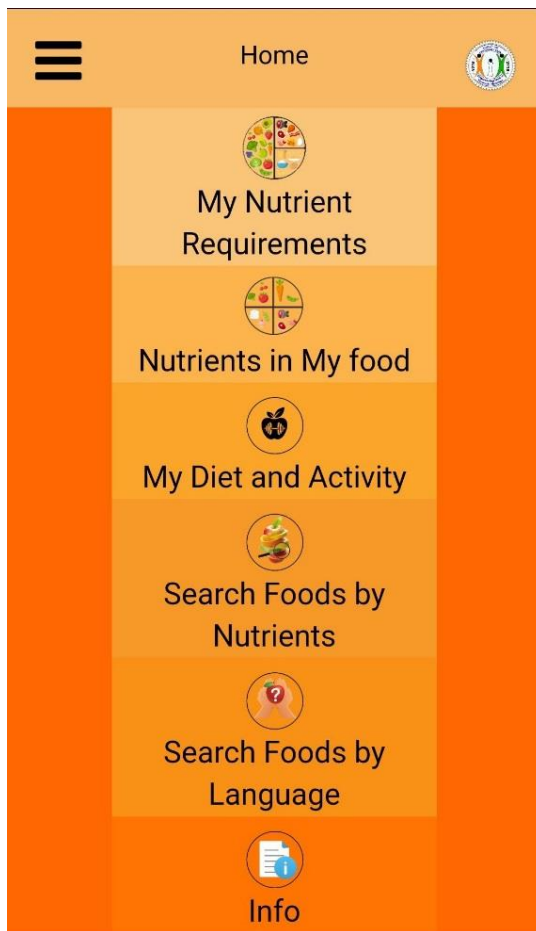 Home
My Nutrient
Requirements
Nutrients in My food
My Diet and Activity
Search Foods by
Nutrients
Search Foods by
Language
Info